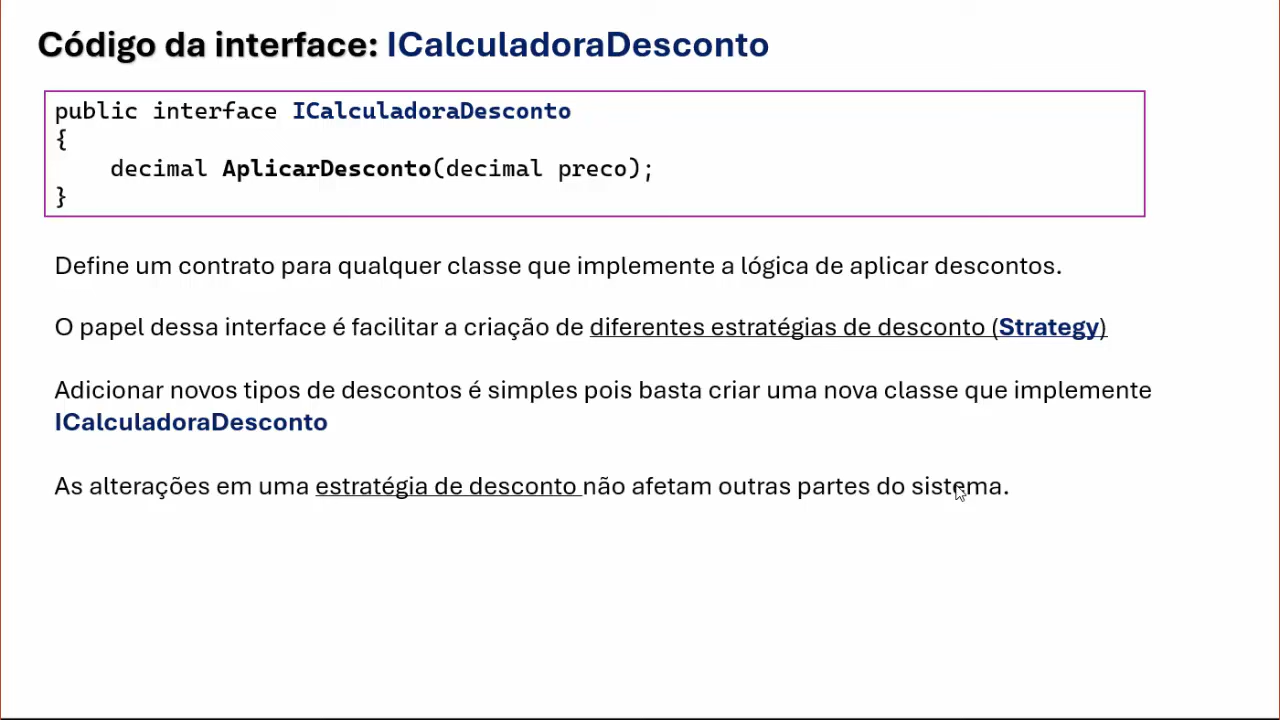 Código da interface: ICalculadoraDesconto
public interface ICalculadoraDesconto
{
    decimal AplicarDesconto(decimal preco);
}
Define um contrato para qualquer classe que implemente a lógica de aplicar descontos.
O papel dessa interface é facilitar a criação de diferentes estratégias de desconto (Strategy)
Adicionar novos tipos de descontos é simples pois basta criar uma nova classe que implemente
ICalculadoraDesconto
As alterações em uma estratégia de desconto não afetam outras partes do sistema.